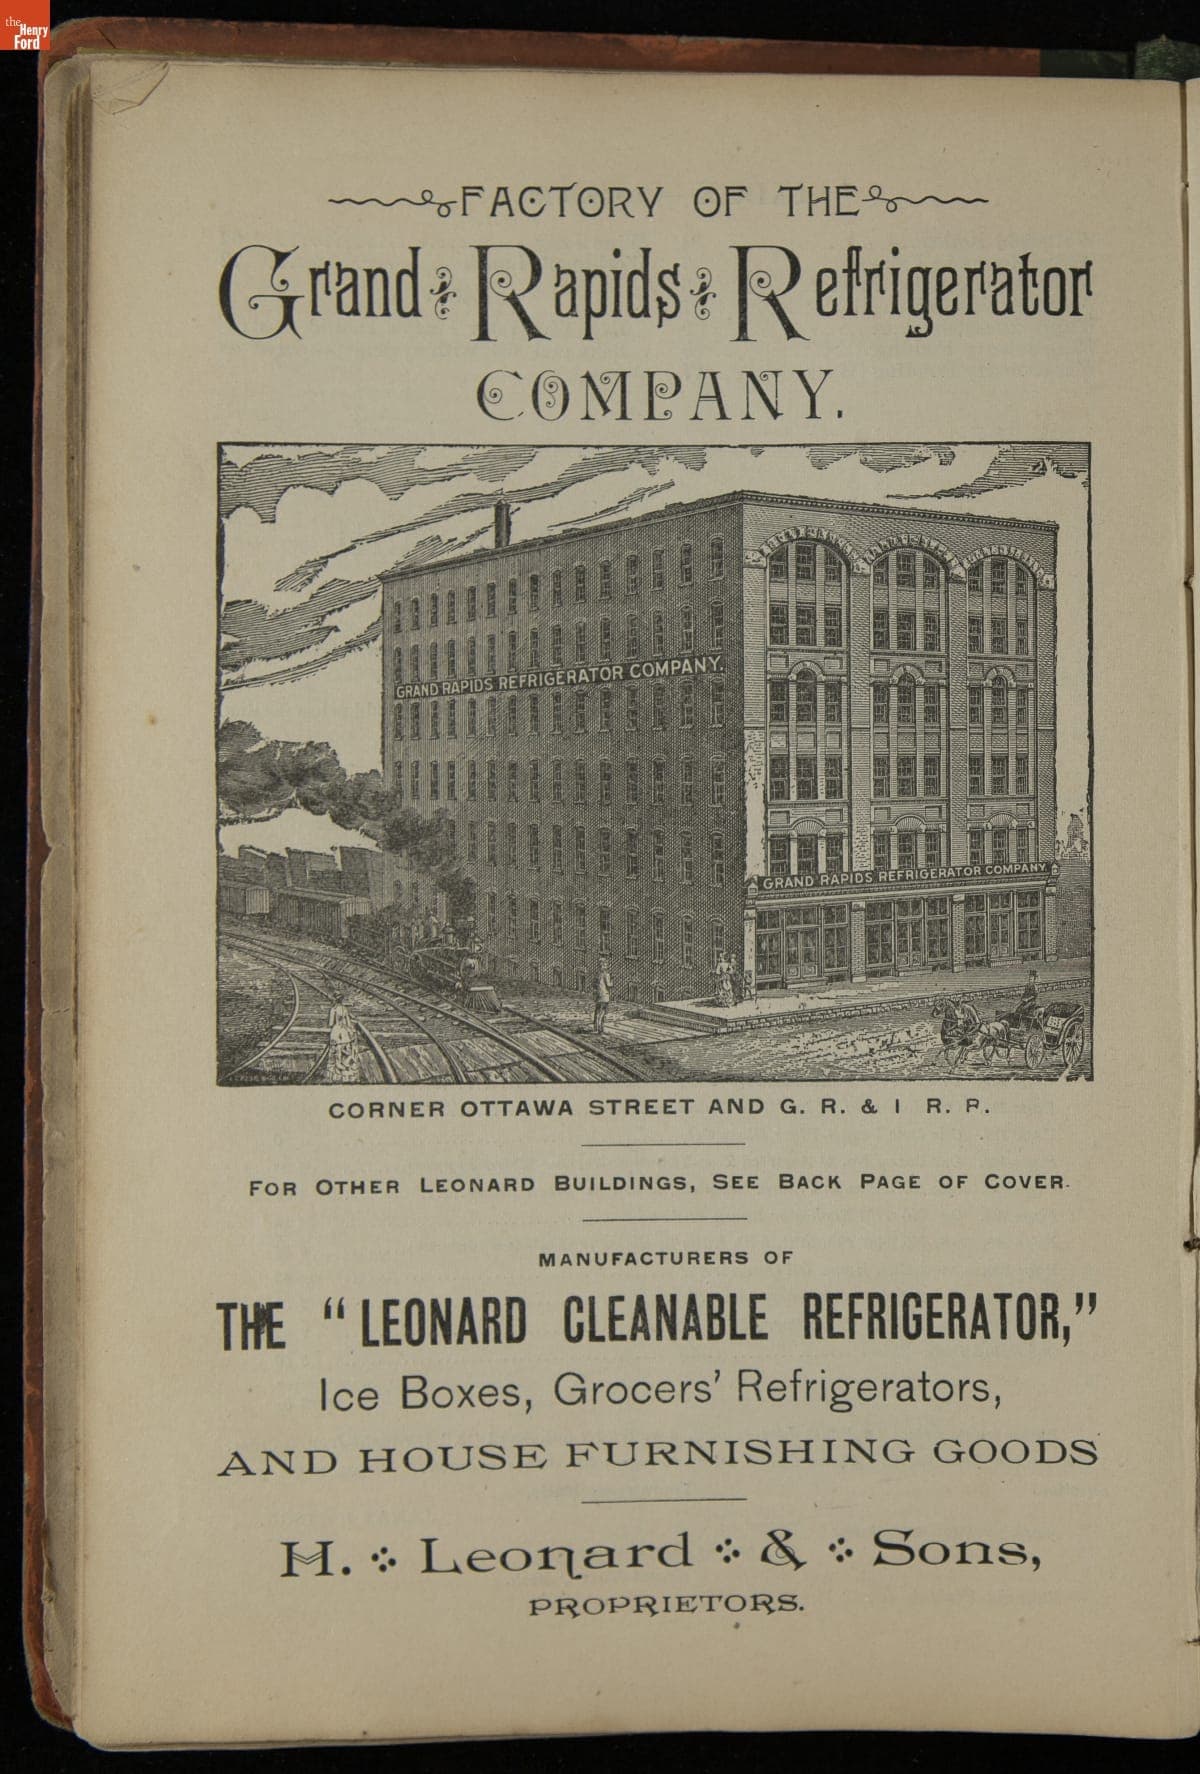 the
Henry
Ford
FACTORY OF THE
Grand Rapids Refrigerator
COMPANY.
GRAND RAPIDS REFRIGERATOR COMPANY.
GRAND RAPIDS REFRIGERATOR COMPANY
CORNER OTTAWA STREET AND G. R. & I R. R.
FOR OTHER LEONARD BUILDINGS, SEE BACK PAGE OF COVER.
MANUFACTURERS OF
THE "LEONARD CLEANABLE REFRIGERATOR,"
Ice Boxes, Grocers' Refrigerators,
AND HOUSE FURNISHING GOODS
H. Leonard & Sons,
PROPRIETORS.